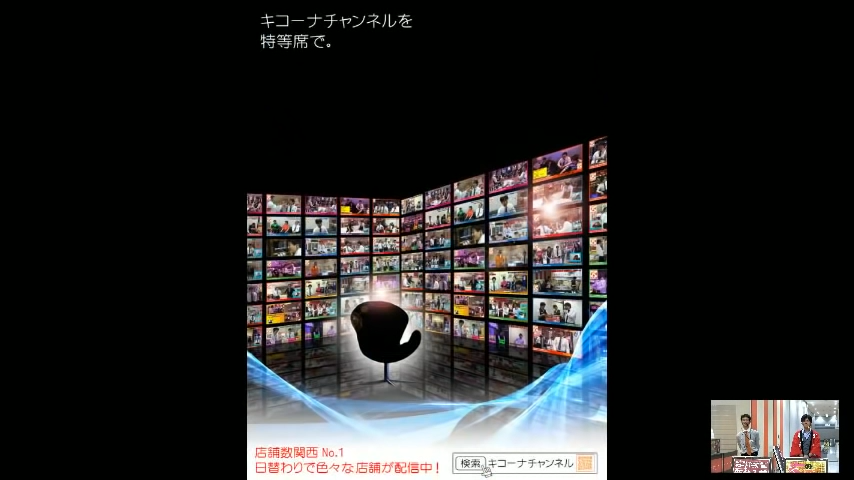 キコーナチャンネルを
特等席で。
店舗数関西 No.1
日替わりで色々な店舗が配信中！
検索 キコーナチャンネル